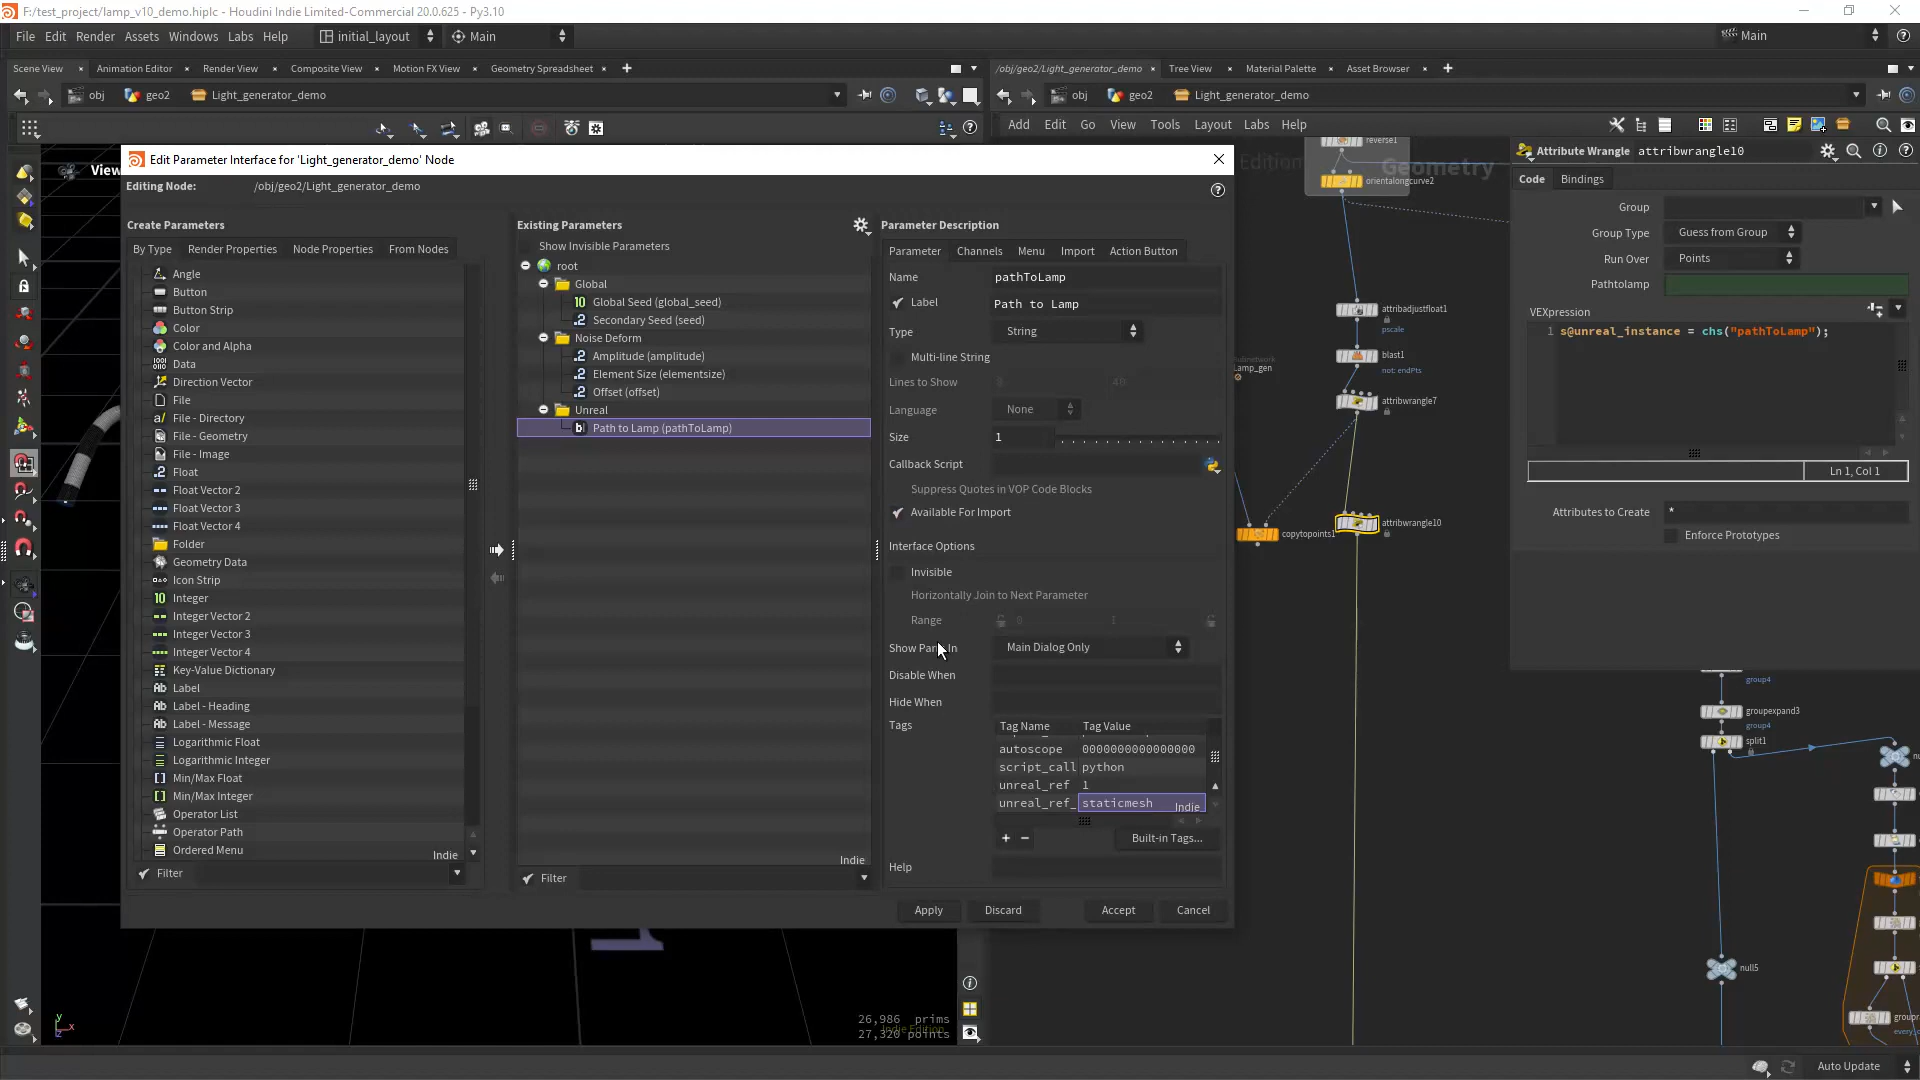 F:/test_project/lamp_v10_demo.hiplc - Houdini Indie Limited-Commercial 20.0.625 - Py3.10
File Edit Render Assets Windows Labs Help initial_layout Main Main
Scene View Animation Editor Render View Composite View Motion FX View Geometry Spreadsheet
obj geo2 Light_generator_demo
/obj/geo2/Light_generator_demo Tree View Material Palette Asset Browser
obj geo2 Light_generator_demo
Add Edit Go View Tools Layout Labs Help
View
Edit Parameter Interface for 'Light_generator_demo' Node
Editing Node: /obj/geo2/Light_generator_demo
Create Parameters
By Type Render Properties Node Properties From Nodes
Angle
Button
Button Strip
Color
Color and Alpha
Data
Direction Vector
File
File - Directory
File - Geometry
File - Image
Float
Float Vector 2
Float Vector 3
Float Vector 4
Folder
Geometry Data
Icon Strip
Integer
Integer Vector 2
Integer Vector 3
Integer Vector 4
Key-Value Dictionary
Label
Label - Heading
Label - Message
Logarithmic Float
Logarithmic Integer
Min/Max Float
Min/Max Integer
Operator List
Operator Path
Ordered Menu
Indie
Filter
Existing Parameters
Show Invisible Parameters
root
Global
Global Seed (global_seed)
Secondary Seed (seed)
Noise Deform
Amplitude (amplitude)
Element Size (elementsize)
Offset (offset)
Unreal
Path to Lamp (pathToLamp)
Indie
Filter
Parameter Description
Parameter Channels Menu Import Action Button
Name pathToLamp
Label Path to Lamp
Type String
Multi-line String
Lines to Show 40
Language None
Size 1
Callback Script
Suppress Quotes in VOP Code Blocks
Available For Import
Interface Options
Invisible
Horizontally Join to Next Parameter
Range 0 1
Show Parm In Main Dialog Only
Disable When
Hide When
Tags Tag Name Tag Value
autoscope 0000000000000000
script_call python
unreal_ref 1
unreal_ref_ staticmesh Indie
+ - Built-in Tags...
Help
Apply Discard Accept Cancel
26,986 prims
27,320 points
Indie Edition
y
x
Edition
Geometry
reverse1
orientalongcurve2
attribadjustfloat1
pscale
blast1
not: endPts
attribwrangle7
Lamp_gen
copytopoints1
attribwrangle10
group4
groupexpand3
group4
split1
null5
Attribute Wrangle attribwrangle10
Code Bindings
Group
Group Type Guess from Group
Run Over Points
Pathtolamp
VEXpression
1 s@unreal_instance = chs("pathToLamp");
Ln 1, Col 1
Attributes to Create *
Enforce Prototypes
Auto Update